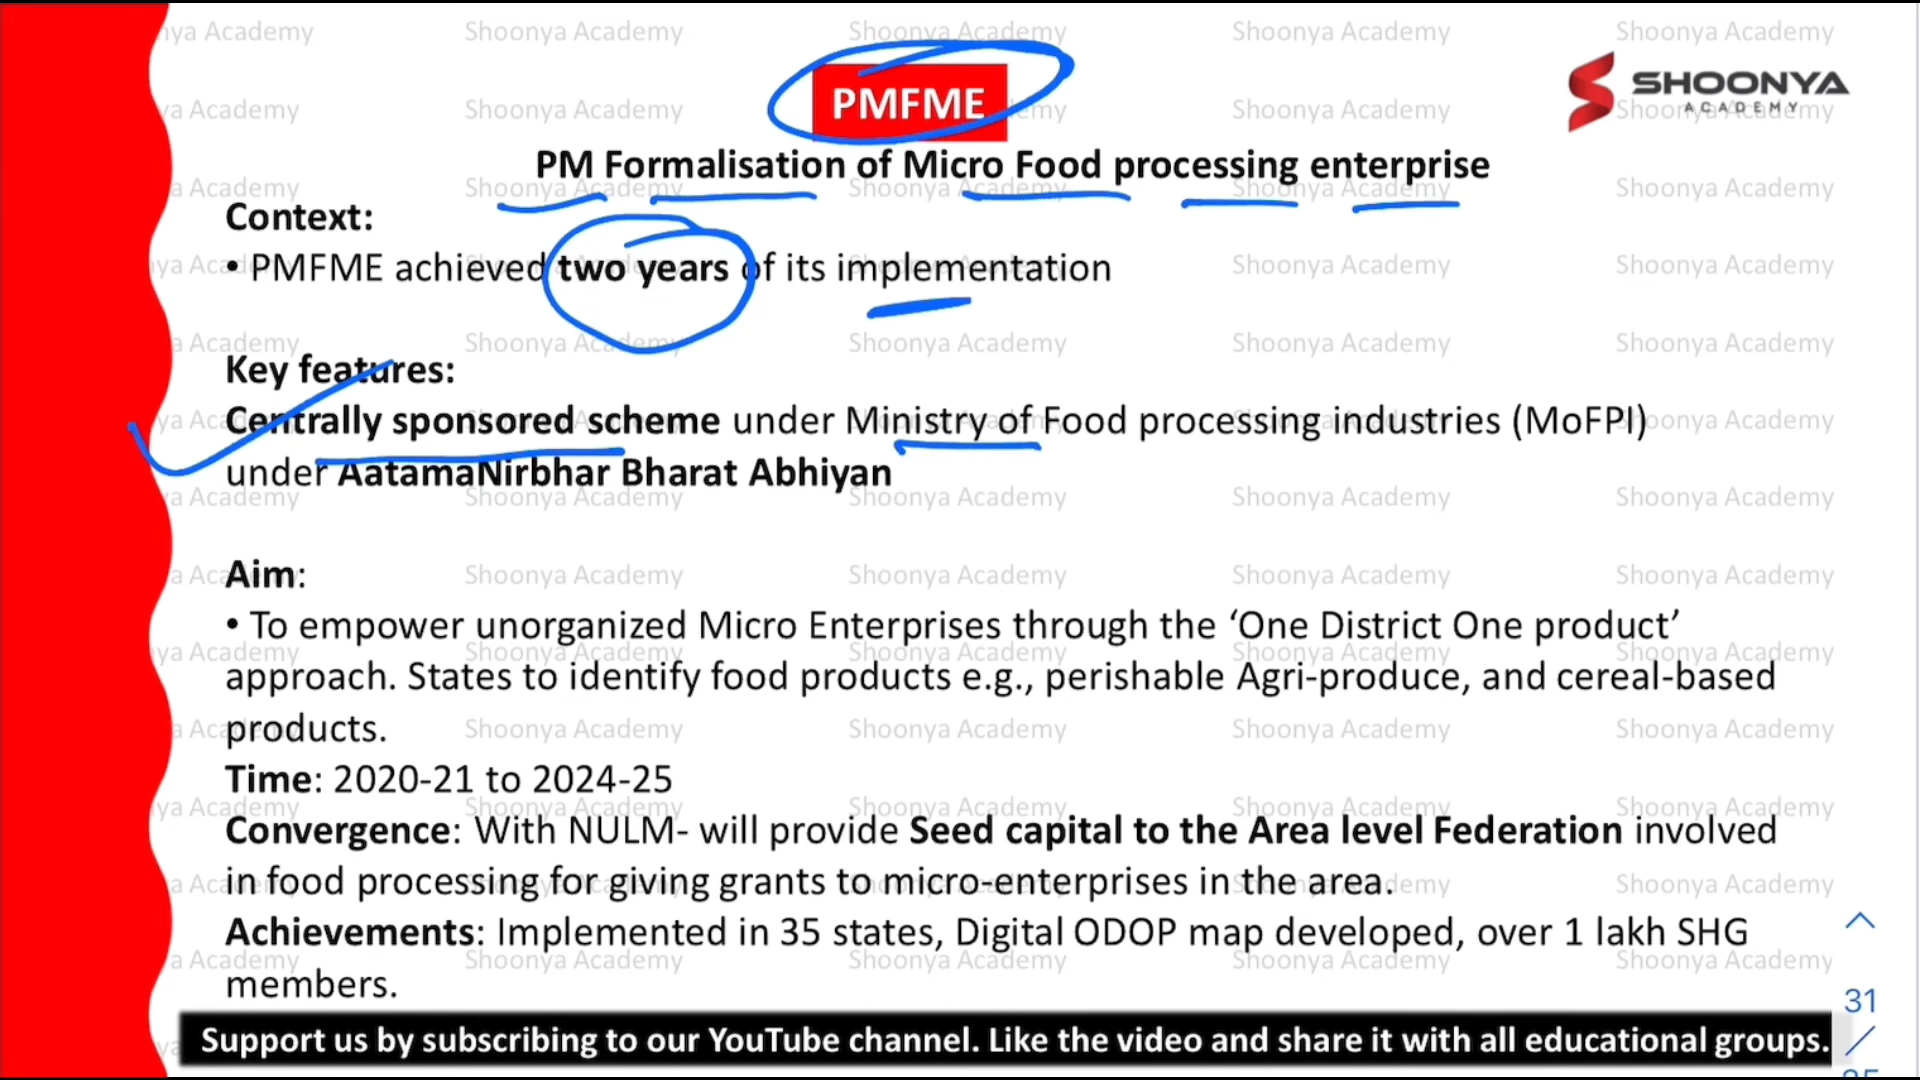 PMFME
SHOONYA
ACADEMY
PM Formalisation of Micro Food processing enterprise
Context:
• PMFME achieved two years of its implementation
Key features:
Centrally sponsored scheme under Ministry of Food processing industries (MoFPI)
under AatamaNirbhar Bharat Abhiyan
Aim:
• To empower unorganized Micro Enterprises through the ‘One District One product’
approach. States to identify food products e.g., perishable Agri-produce, and cereal-based
products.
Time: 2020-21 to 2024-25
Convergence: With NULM- will provide Seed capital to the Area level Federation involved
in food processing for giving grants to micro-enterprises in the area.
Achievements: Implemented in 35 states, Digital ODOP map developed, over 1 lakh SHG
members.
Support us by subscribing to our YouTube channel. Like the video and share it with all educational groups.
31
Shoonya Academy